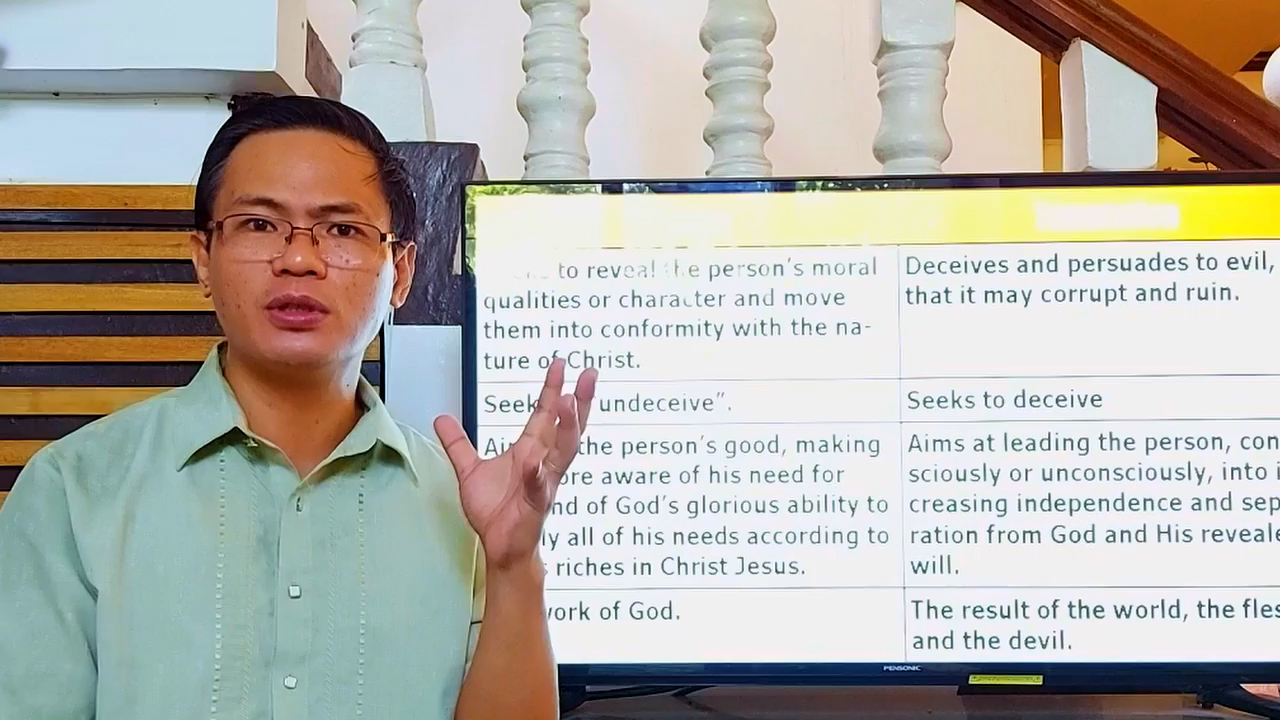 to reveal the person's moral
qualities or character and move
them into conformity with the na-
ture of Christ.
Seek undeceive".
the person's good, making
aware of his need for
of God's glorious ability to
all of his needs according to
riches in Christ Jesus.
work of God.
Deceives and persuades to evil,
that it may corrupt and ruin.
Seeks to deceive
Aims at leading the person, con
sciously or unconsciously, into i
creasing independence and sep
ration from God and His reveale
will.
The result of the world, the fles
and the devil.
PENSONIC